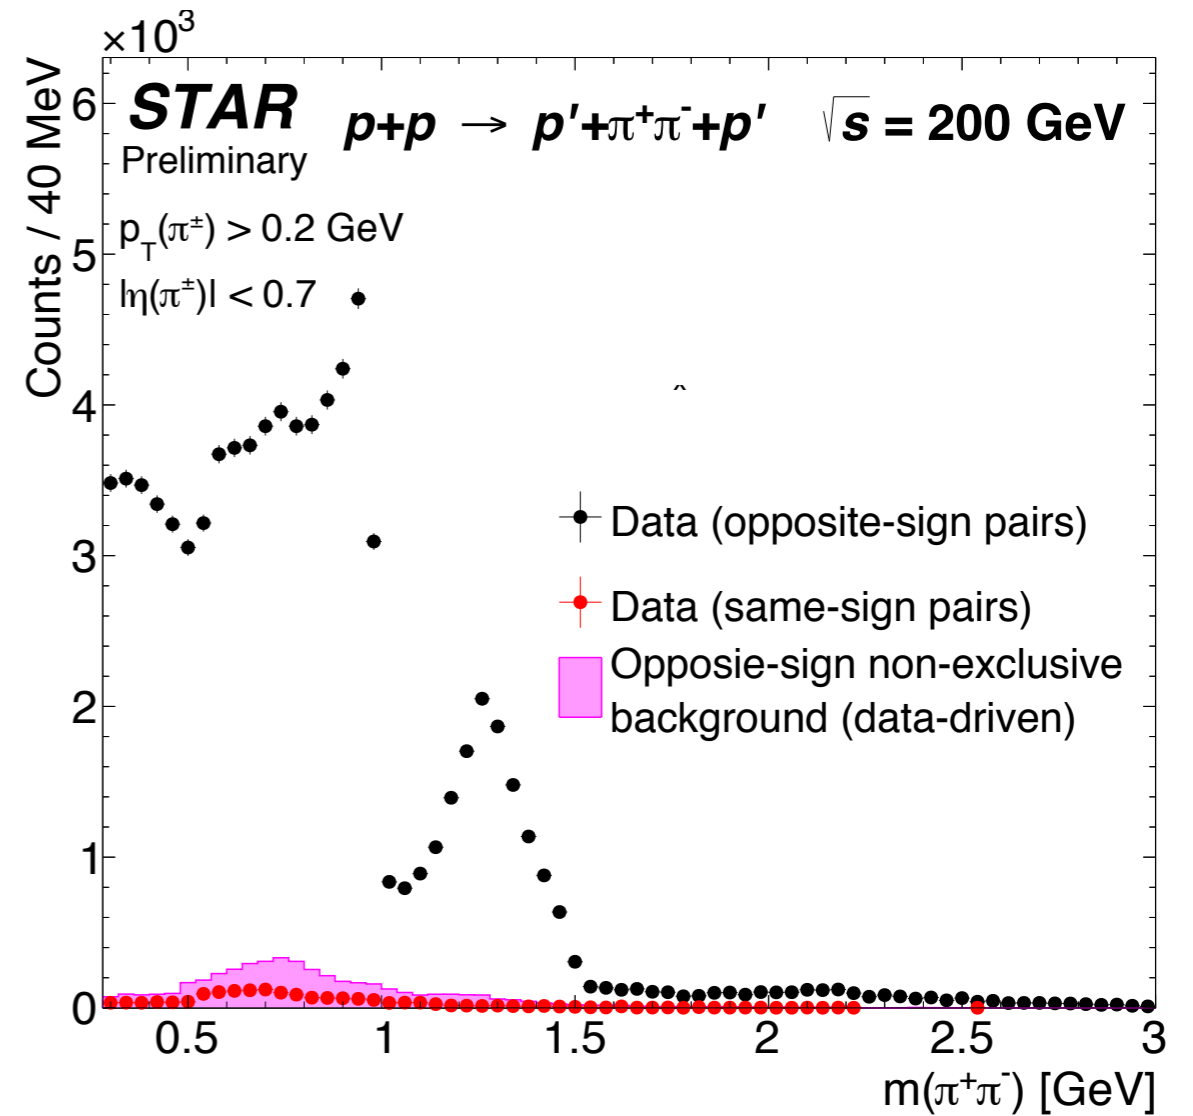 ×10³
STAR
Preliminary
p+p → p'+π⁺π⁻+p'
√s = 200 GeV
p_T(π±) > 0.2 GeV
|η(π±)| < 0.7
Counts / 40 MeV
6
5
4
3
2
1
0
Data (opposite-sign pairs)
Data (same-sign pairs)
Opposie-sign non-exclusive
background (data-driven)
0.5 1 1.5 2 2.5 3
m(π⁺π⁻) [GeV]